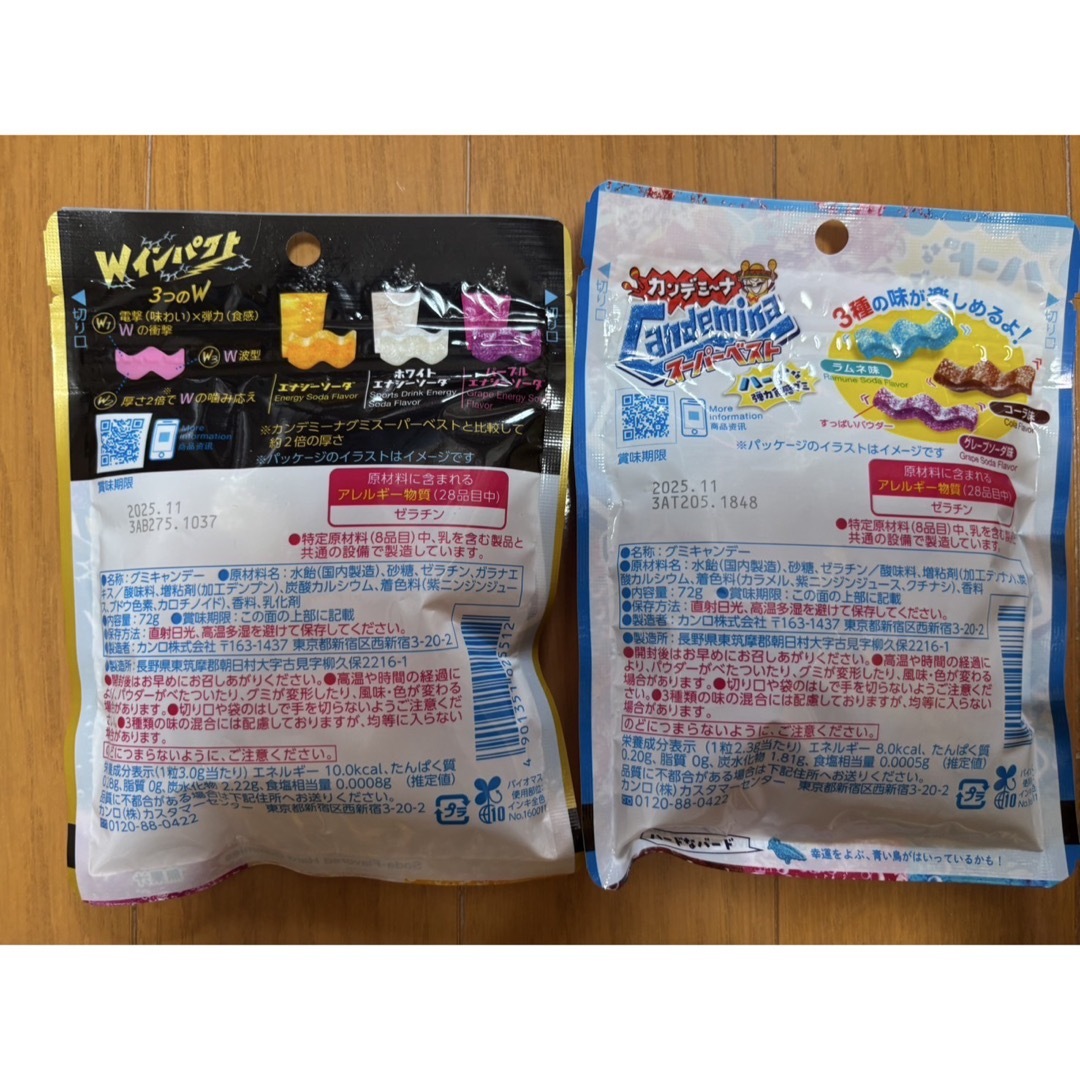 Wインパクト
3つのW
W1 電撃(味わい)×弾力(食感)
Wの衝撃
W2 W波型
厚さ2倍でWの噛み応え
切り口
エナジーソーダ
Energy Soda Flavor
ホワイト
エナジーソーダ
Sports Drink Energy
Soda Flavor
パープル
エナジーソーダ
Grape Energy
Flavor
More
information
商品资讯
※カンデミーナグミスーパーベストと比較して
約2倍の厚さ
※パッケージのイラストはイメージです
賞味期限
2025.11
3AB275.1037
原材料に含まれる
アレルギー物質(28品目中)
ゼラチン
●特定原材料(8品目)中、乳を含む製品と
共通の設備で製造しています。
●名称:グミキャンデー ●原材料名:水飴(国内製造)、砂糖、ゼラチン、ガラナエ
キス/酸味料、増粘剤(加工デンプン)、炭酸カルシウム、着色料(紫ニンジンジュー
ス、ブドウ色素、カロチノイド)、香料、乳化剤
●内容量:72g ●賞味期限:この面の上部に記載
●保存方法:直射日光、高温多湿を避けて保存してください。
●製造者:カンロ株式会社 〒163-1437 東京都新宿区西新宿3-20-2
●製造所:長野県東筑摩郡朝日村大字古見字柳久保2216-1
●開封後はお早めにお召しあがりください。●高温や時間の経過に
より、パウダーがべたついたり、グミが変形したり、風味・色が変わる
場合があります。●切り口や袋のはしで手を切らないようご注意くだ
さい。●3種類の味の混合には配慮しておりますが、均等に入らない
場合があります。
のどにつまらないように、ご注意ください。
栄養成分表示(1粒3.0g当たり) エネルギー 10.0kcal、たんぱく質
0.8g、脂質 0g、炭水化物 2.22g、食塩相当量 0.0008g (推定値)
品質に不都合がある場合は下記住所へお送りください。
カンロ(株)カスタマーセンター 東京都新宿区西新宿3-20-2
0120-88-0422
4 901351 62512
バイオマス
使用部位:
インキ全色
10
プラ
切り口
カンデミーナ
Candemina
スーパーベスト
ハードな
弾力食感グミ
3種の味が楽しめるよ!
ラムネ味
Ramune Soda Flavor
コーラ味
Cola Flavor
すっぱいパウダー
グレープソーダ味
Grape Soda Flavor
More
information
商品资讯
※パッケージのイラストはイメージです
賞味期限
2025.11
3AT205.1848
原材料に含まれる
アレルギー物質(28品目中)
ゼラチン
●特定原材料(8品目)中、乳を含む製品と
共通の設備で製造しています。
●名称:グミキャンデー ●原材料名:水飴(国内製造)、砂糖、ゼラチン/酸味料、増粘剤(加工デンプン)、炭
酸カルシウム、着色料(カラメル、紫ニンジンジュース、クチナシ)、香料
●内容量:72g ●賞味期限:この面の上部に記載
●保存方法:直射日光、高温多湿を避けて保存してください。
●製造者:カンロ株式会社 〒163-1437 東京都新宿区西新宿3-20-2
●製造所:長野県東筑摩郡朝日村大字古見字柳久保2216-1
●開封後はお早めにお召しあがりください。●高温や時間の経過に
より、パウダーがべたついたり、グミが変形したり、風味・色が変わる
場合があります。●切り口や袋のはしで手を切らないようご注意くだ
さい。●3種類の味の混合には配慮しておりますが、均等に入らない
場合があります。
のどにつまらないように、ご注意ください。
栄養成分表示(1粒2.3g当たり) エネルギー 8.0kcal、たんぱく質
0.20g、脂質 0g、炭水化物 1.81g、食塩相当量 0.0005g (推定値)
品質に不都合がある場合は下記住所へお送りください。
カンロ(株)カスタマーセンター 東京都新宿区西新宿3-20-2
0120-88-0422
プラ
10
ハードなバード
幸運をよぶ、青い鳥がはいっているかも!